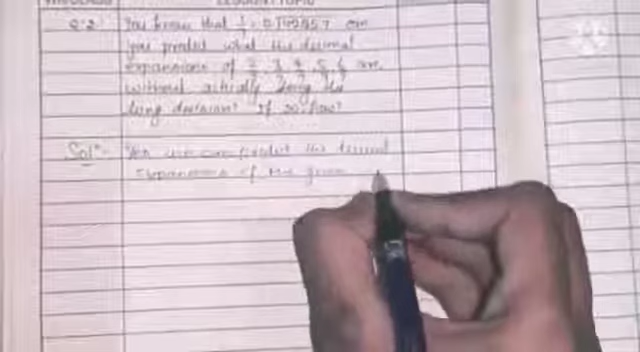 Q.2 You know that 1/7 = 0.142857 can
you predict what the decimal
expansions of 2/7, 3/7, 4/7, 5/7, 6/7 are,
without actually doing the
long division? If so, how?
Solⁿ:- Yes we can predict the decimal
expansions of the given